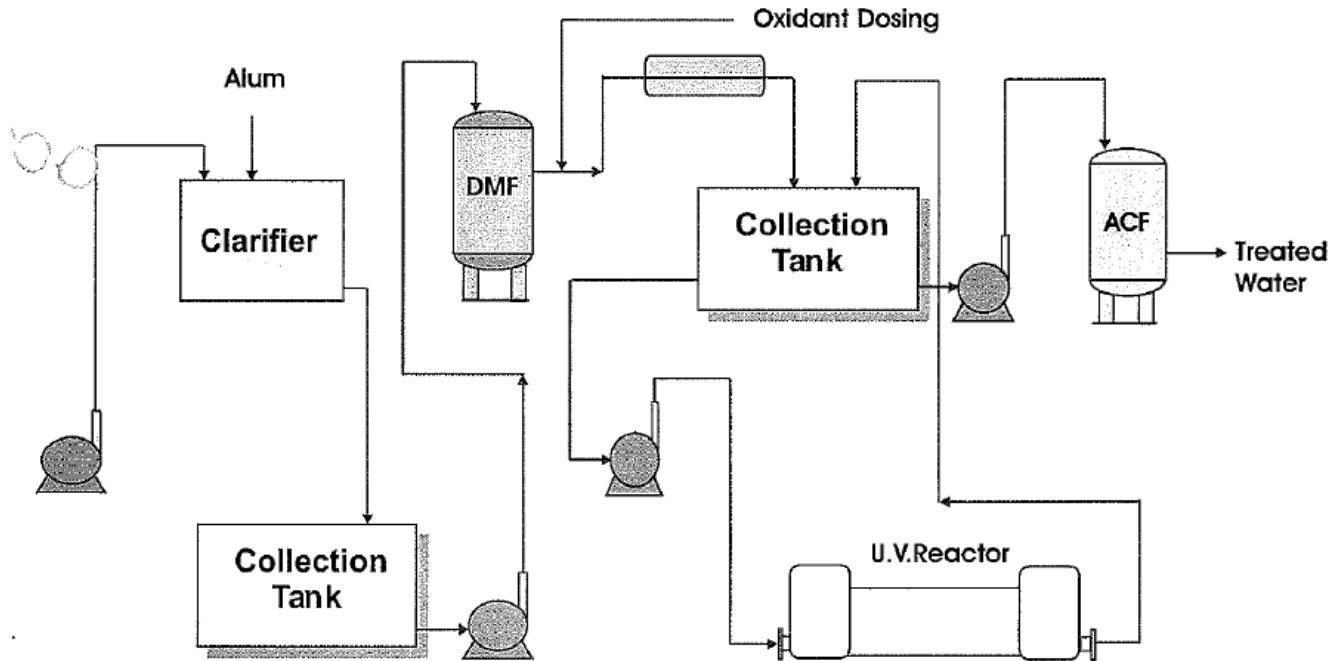 Oxidant Dosing
Alum
DMF
Clarifier
Collection
Tank
ACF
Treated
Water
U.V.Reactor
Collection
Tank